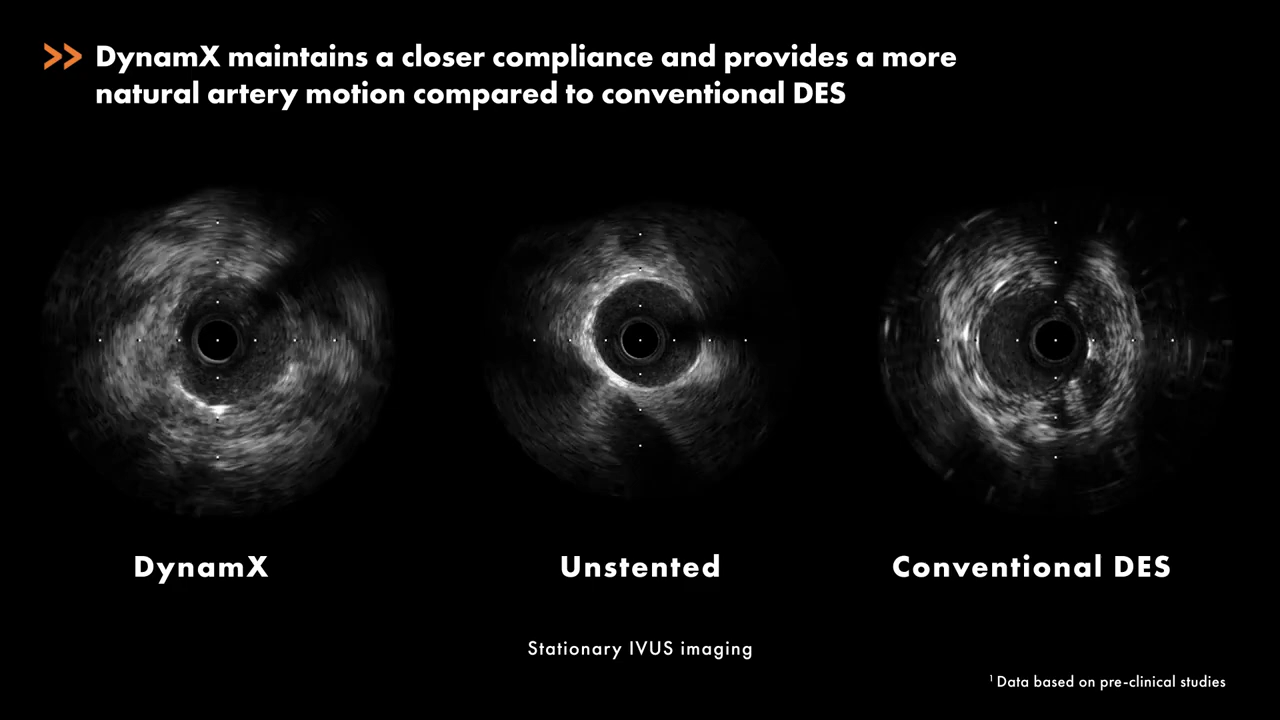 >> DynamX maintains a closer compliance and provides a more
natural artery motion compared to conventional DES
DynamX
Unstented
Conventional DES
Stationary IVUS imaging
¹ Data based on pre-clinical studies